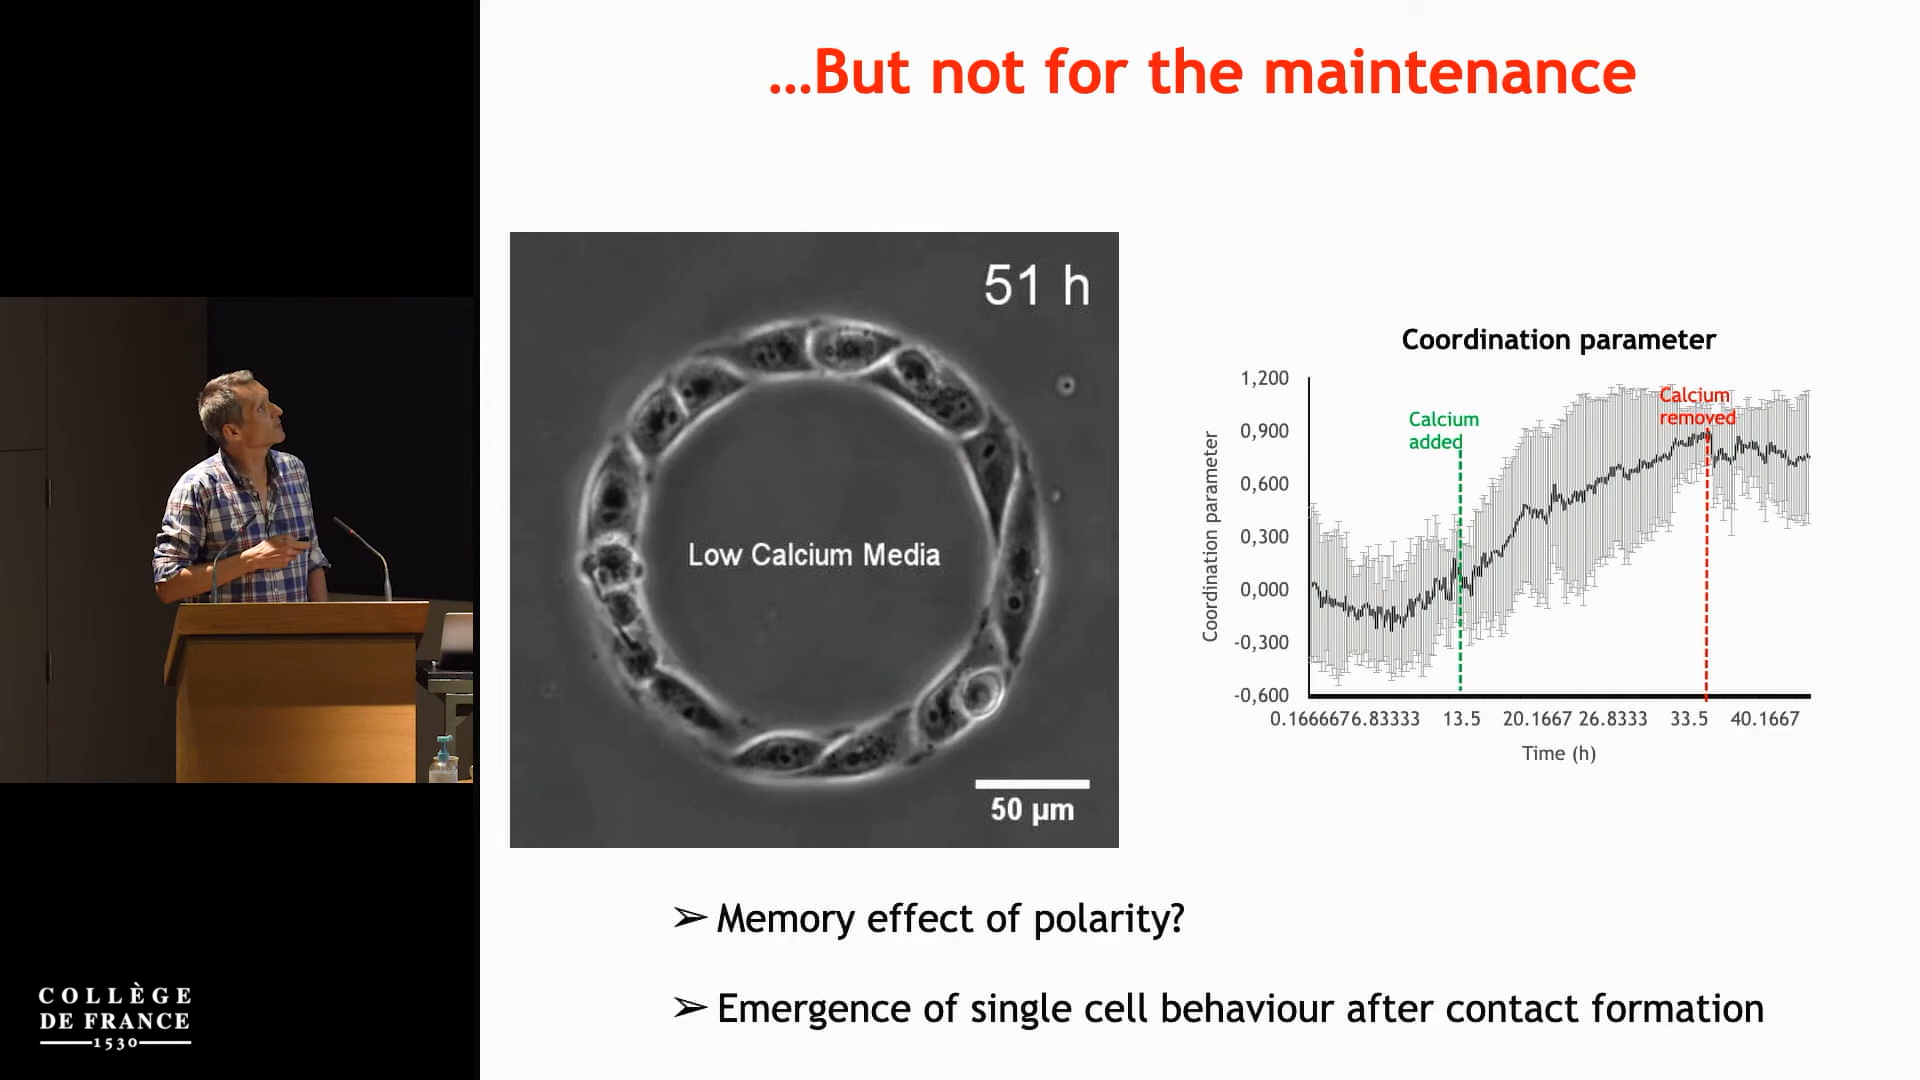 ...But not for the maintenance
51 h
Low Calcium Media
50 µm
Coordination parameter
1,200
0,900
0,600
0,300
0,000
-0,300
-0,600
Coordination parameter
Calcium
added
Calcium
removed
0.166667 6.83333 13.5 20.1667 26.8333 33.5 40.1667
Time (h)
➢ Memory effect of polarity?
➢ Emergence of single cell behaviour after contact formation
COLLÈGE
DE FRANCE
1530